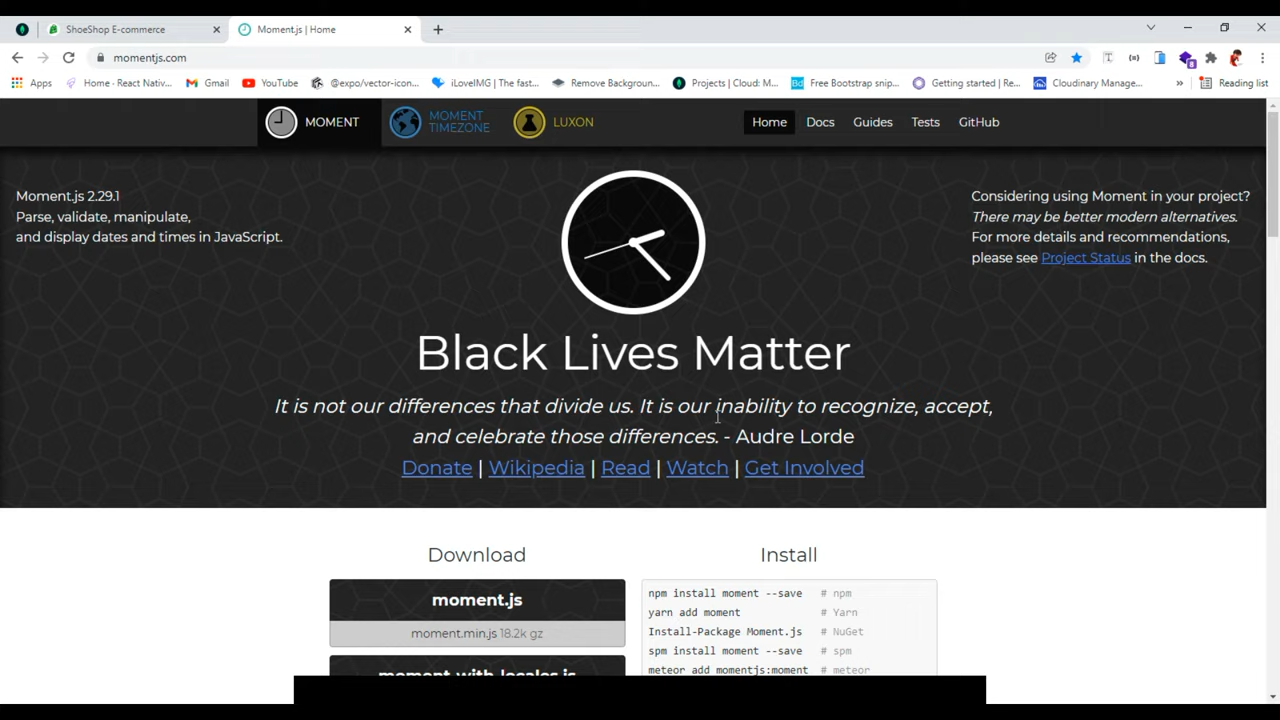 ShoeShop E-commerce
Moment.js | Home
momentjs.com
Apps
Home - React Nativ...
Gmail
YouTube
@expo/vector-icon...
iLoveIMG | The fast...
Remove Backgroun...
Projects | Cloud: M...
Free Bootstrap snip...
Getting started | Re...
Cloudinary Manage...
»
Reading list
8
MOMENT
MOMENT
TIMEZONE
LUXON
Home
Docs
Guides
Tests
GitHub
Moment.js 2.29.1
Parse, validate, manipulate,
and display dates and times in JavaScript.
Considering using Moment in your project?
There may be better modern alternatives.
For more details and recommendations,
please see Project Status in the docs.
Black Lives Matter
It is not our differences that divide us. It is our inability to recognize, accept,
and celebrate those differences. - Audre Lorde
Donate | Wikipedia | Read | Watch | Get Involved
Download
moment.js
moment.min.js 18.2k gz
moment-with-locales.js
Install
npm install moment --save # npm
yarn add moment # Yarn
Install-Package Moment.js # NuGet
spm install moment --save # spm
meteor add momentjs:moment # meteor